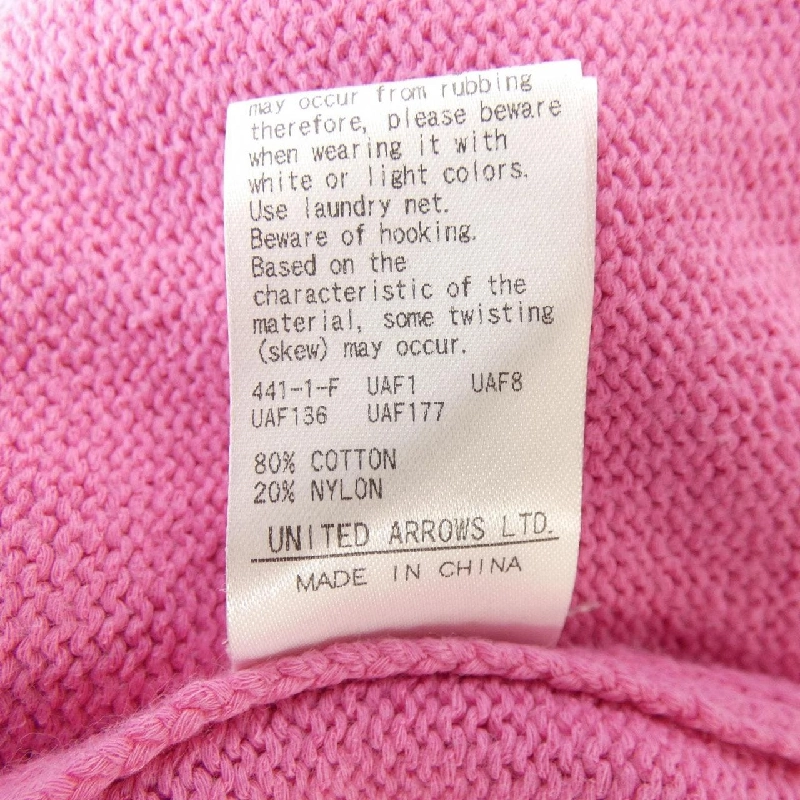 may occur from rubbing
therefore, please beware
when wearing it with
white or light colors.
Use laundry net.
Beware of hooking.
Based on the
characteristic of the
material, some twisting
(skew) may occur.
441-1-F UAF1 UAF8
UAF136 UAF177
80% COTTON
20% NYLON
UNITED ARROWS LTD.
MADE IN CHINA